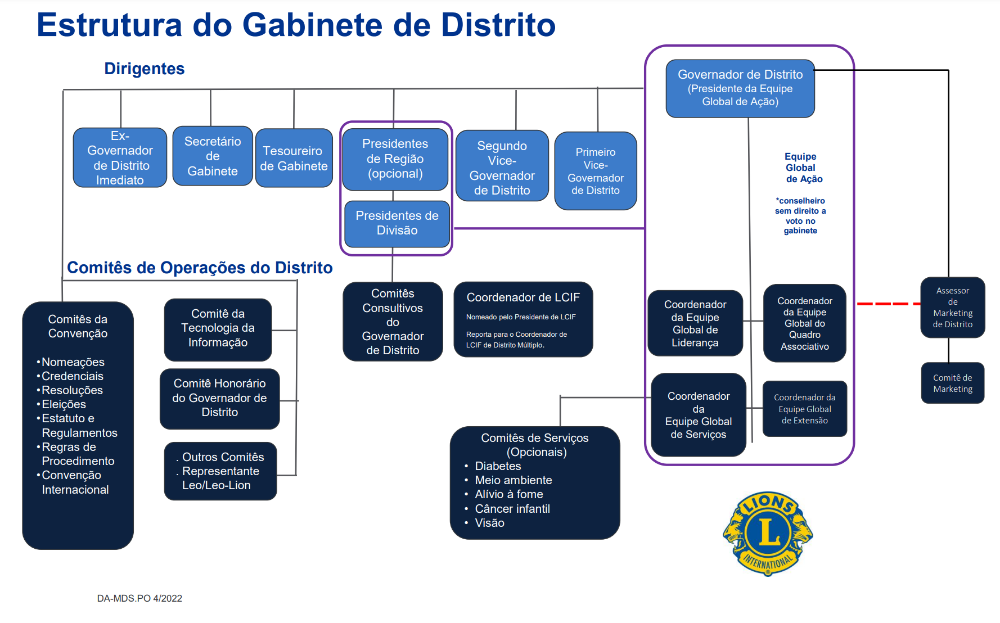 Estrutura do Gabinete de Distrito
Dirigentes
Governador de Distrito
(Presidente da Equipe
Global de Ação)
Ex-
Governador
de Distrito
Imediato
Secretário
de
Gabinete
Tesoureiro
de Gabinete
Presidentes
de Região
(opcional)
Segundo
Vice-
Governador
de Distrito
Primeiro
Vice-
Governador
de Distrito
Equipe
Global
de Ação
*conselheiro
sem direito a
voto no
gabinete
Presidentes de
Divisão
Comitês de Operações do Distrito
Comitês da
Convenção
•Nomeações
•Credenciais
•Resoluções
•Eleições
•Estatuto e
Regulamentos
•Regras de
Procedimento
•Convenção
Internacional
Comitê da
Tecnologia da
Informação
Comitê Honorário
do Governador de
Distrito
. Outros Comitês
. Representante
Leo/Leo-Lion
Comitês
Consultivos
do
Governador
de Distrito
Coordenador de LCIF
Nomeado pelo Presidente de LCIF
Reporta para o Coordenador de
LCIF de Distrito Múltiplo.
Coordenador
da Equipe
Global de
Liderança
Coordenador
da Equipe
Global do
Quadro
Associativo
Assessor
de
Marketing
de Distrito
Comitê de
Marketing
Coordenador
da
Equipe Global
de Serviços
Coordenador da
Equipe Global
de Extensão
Comitês de Serviços
(Opcionais)
• Diabetes
• Meio ambiente
• Alívio à fome
• Câncer infantil
• Visão
LIONS
L
INTERNATIONAL
®
DA-MDS.PO 4/2022